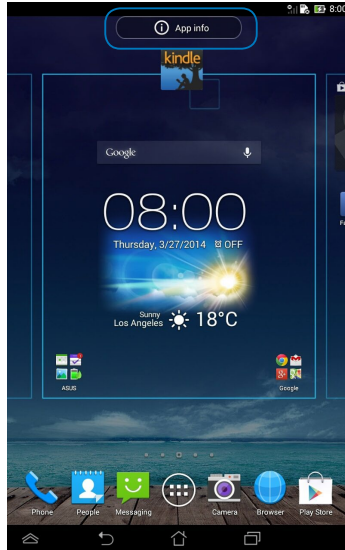 8:00
App info
kindle
Google
08:00
Thursday, 3/27/2014 OFF
Sunny
Los Angeles 18°C
ASUS Google
Phone People Messaging Camera Browser Play Store